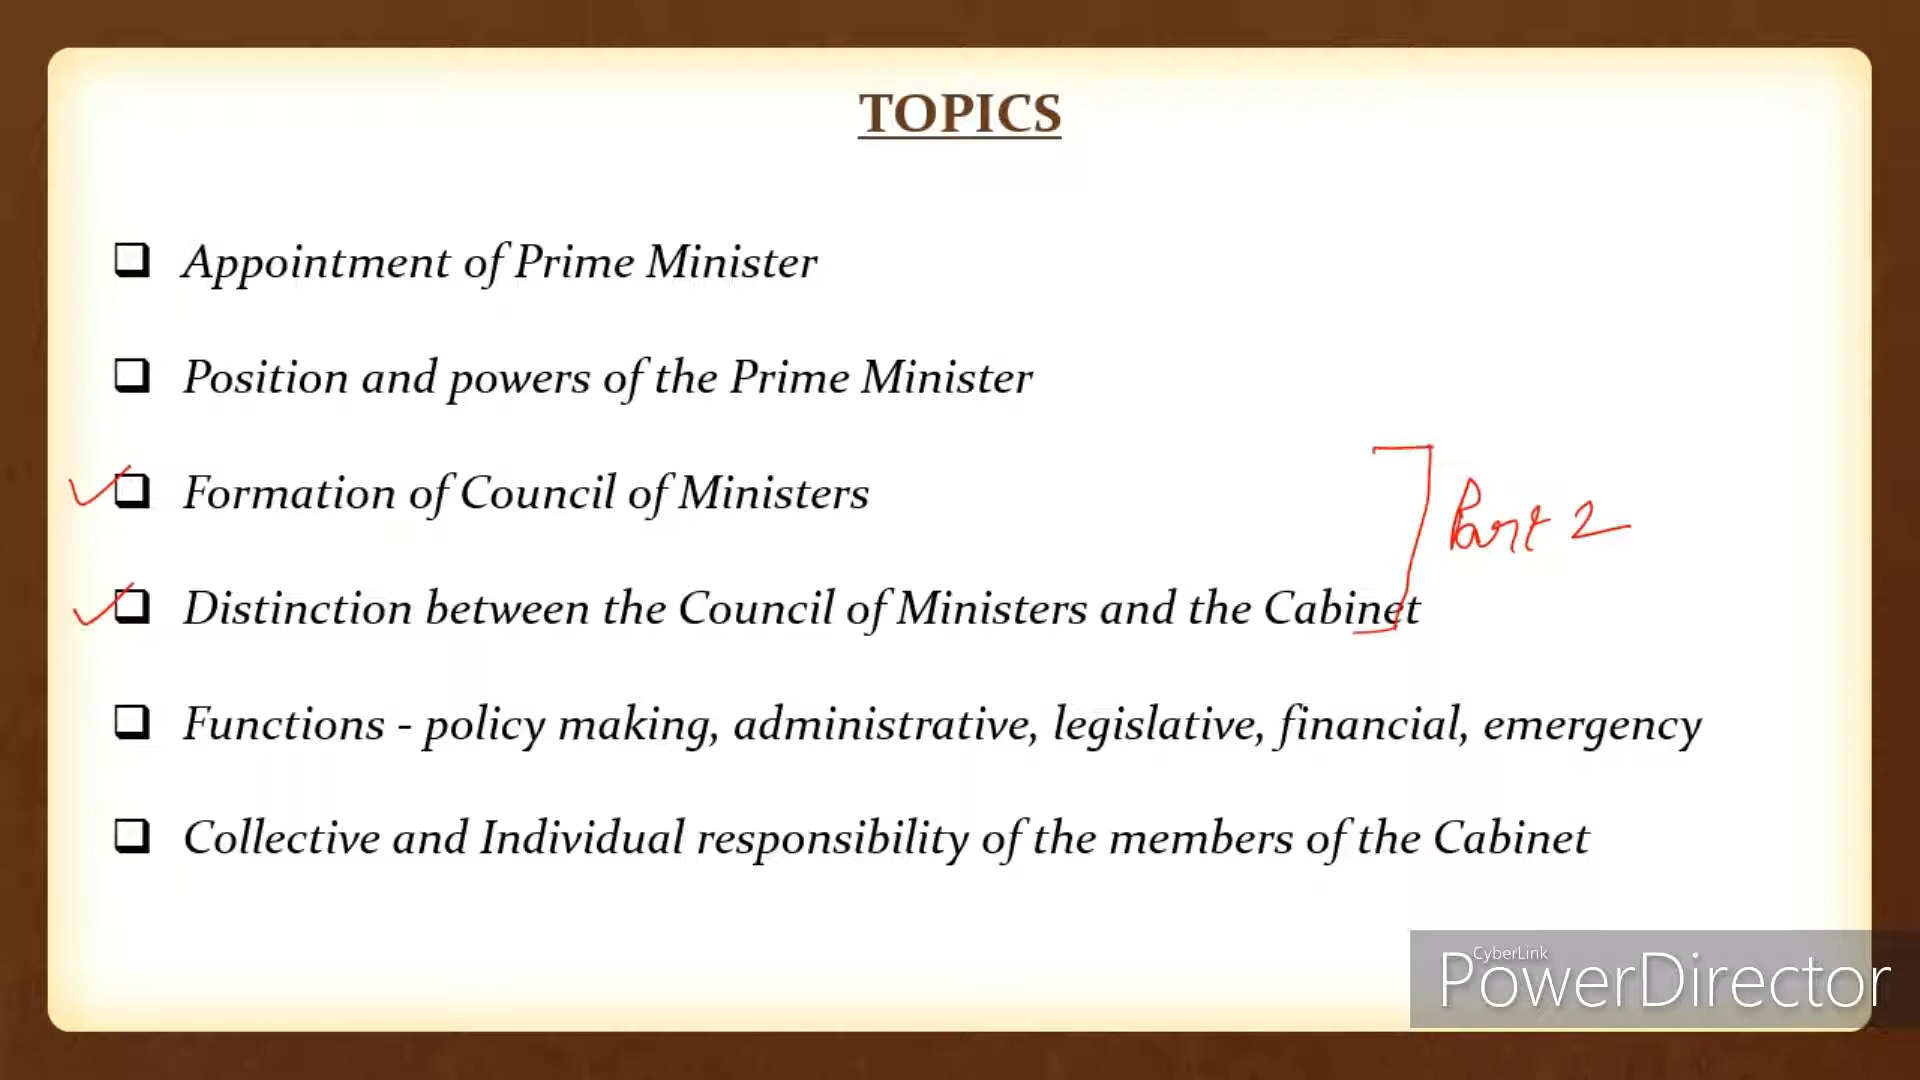 TOPICS
Appointment of Prime Minister
Position and powers of the Prime Minister
Formation of Council of Ministers
Part 2
Distinction between the Council of Ministers and the Cabinet
Functions - policy making, administrative, legislative, financial, emergency
Collective and Individual responsibility of the members of the Cabinet
CyberLink
PowerDirector